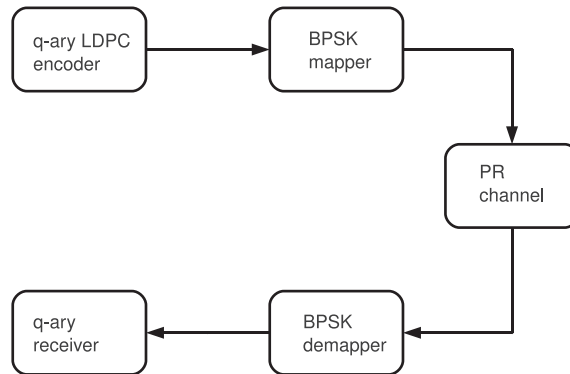 q-ary LDPC
encoder
BPSK
mapper
PR
channel
BPSK
demapper
q-ary
receiver